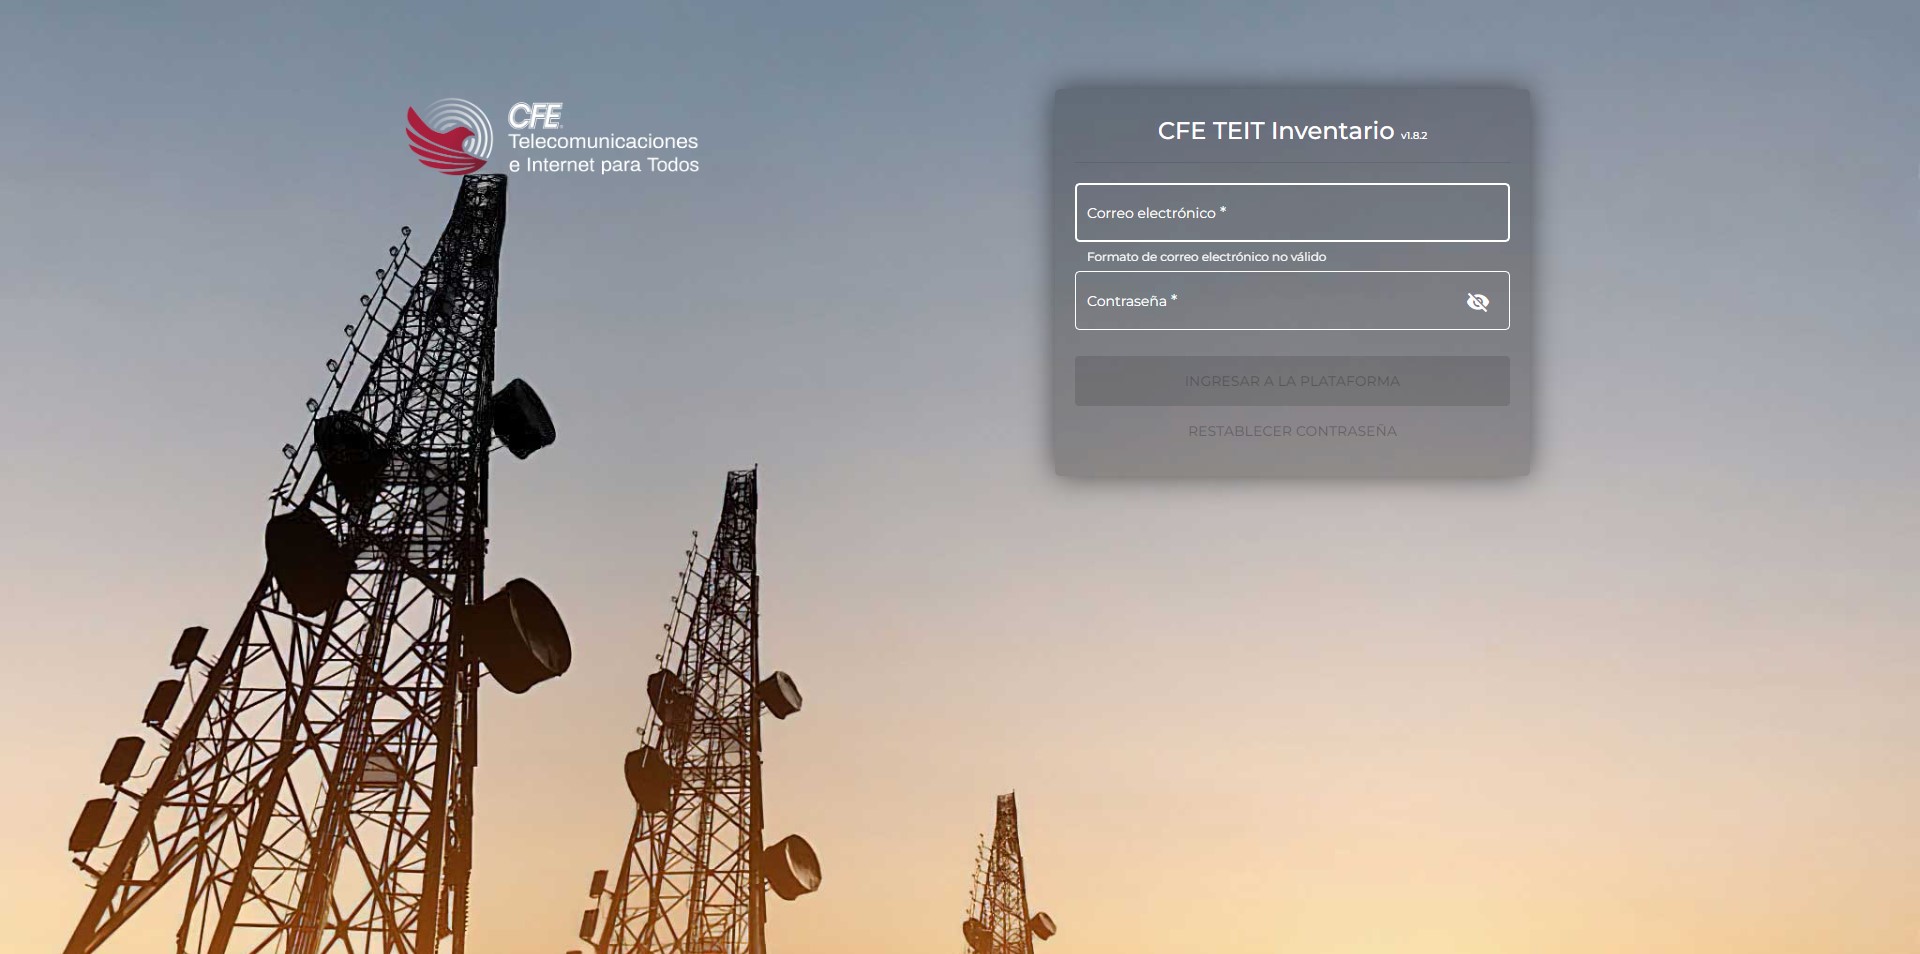 CFE
Telecomunicaciones
e Internet para Todos
CFE TEIT Inventario v1.8.2
Correo electrónico *
Formato de correo electrónico no válido
Contraseña *
INGRESAR A LA PLATAFORMA
RESTABLECER CONTRASEÑA